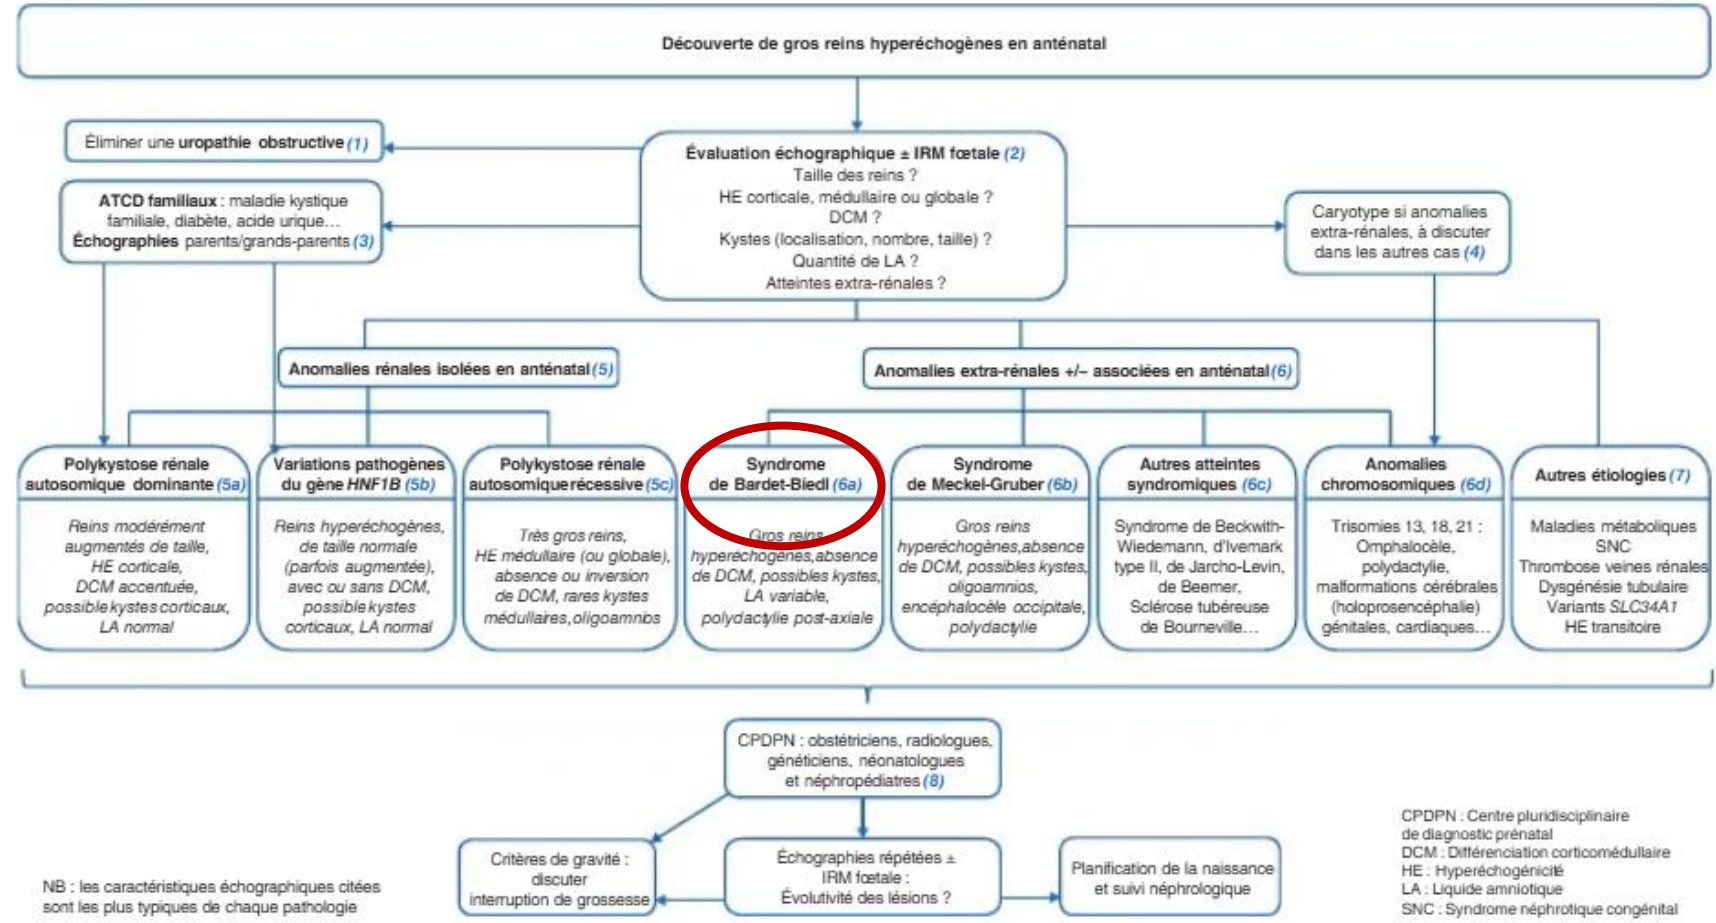 Découverte de gros reins hyperéchogènes en anténatal
Éliminer une uropathie obstructive (1)
Évaluation échographique ± IRM fœtale (2)
Taille des reins ?
HE corticale, médullaire ou globale ?
DCM ?
Kystes (localisation, nombre, taille) ?
Quantité de LA ?
Atteintes extra-rénales ?
ATCD familiaux : maladie kystique
familiale, diabète, acide urique...
Échographies parents/grands-parents (3)
Caryotype si anomalies
extra-rénales, à discuter
dans les autres cas (4)
Anomalies rénales isolées en anténatal (5)
Anomalies extra-rénales +/– associées en anténatal (6)
Polykystose rénale
autosomique dominante (5a)
Reins modérément
augmentés de taille,
HE corticale,
DCM accentuée,
possible kystes corticaux,
LA normal
Variations pathogènes
du gène HNF1B (5b)
Reins hyperéchogènes,
de taille normale
(parfois augmentée),
avec ou sans DCM,
possible kystes
corticaux, LA normal
Polykystose rénale
autosomique récessive (5c)
Très gros reins,
HE médullaire (ou globale),
absence ou inversion
de DCM, rares kystes
médullaires, oligoamnios
Syndrome
de Bardet-Biedl (6a)
Gros reins
hyperéchogènes, absence
de DCM, possibles kystes,
LA variable,
polydactylie post-axiale
Syndrome
de Meckel-Gruber (6b)
Gros reins
hyperéchogènes, absence
de DCM, possibles kystes,
oligoamnios,
encéphalocèle occipitale,
polydactylie
Autres atteintes
syndromiques (6c)
Syndrome de Beckwith-
Wiedemann, d'Ivemark
type II, de Jarcho-Levin,
de Beemer,
Sclérose tubéreuse
de Bourneville...
Anomalies
chromosomiques (6d)
Trisomies 13, 18, 21 :
Omphalocèle,
polydactylie,
malformations cérébrales
(holoprosencéphalie)
génitales, cardiaques...
Autres étiologies (7)
Maladies métaboliques
SNC
Thrombose veines rénales
Dysgénésie tubulaire
Variants SLC34A1
HE transitoire
CPDPN : obstétriciens, radiologues,
généticiens, néonatologues
et néphropédiatres (8)
Critères de gravité :
discuter
interruption de grossesse
Échographies répétées ±
IRM fœtale :
Évolutivité des lésions ?
Planification de la naissance
et suivi néphrologique
NB : les caractéristiques échographiques citées
sont les plus typiques de chaque pathologie
CPDPN : Centre pluridisciplinaire
de diagnostic prénatal
DCM : Différenciation corticomédullaire
HE : Hyperéchogénicité
LA : Liquide amniotique
SNC : Syndrome néphrotique congénital